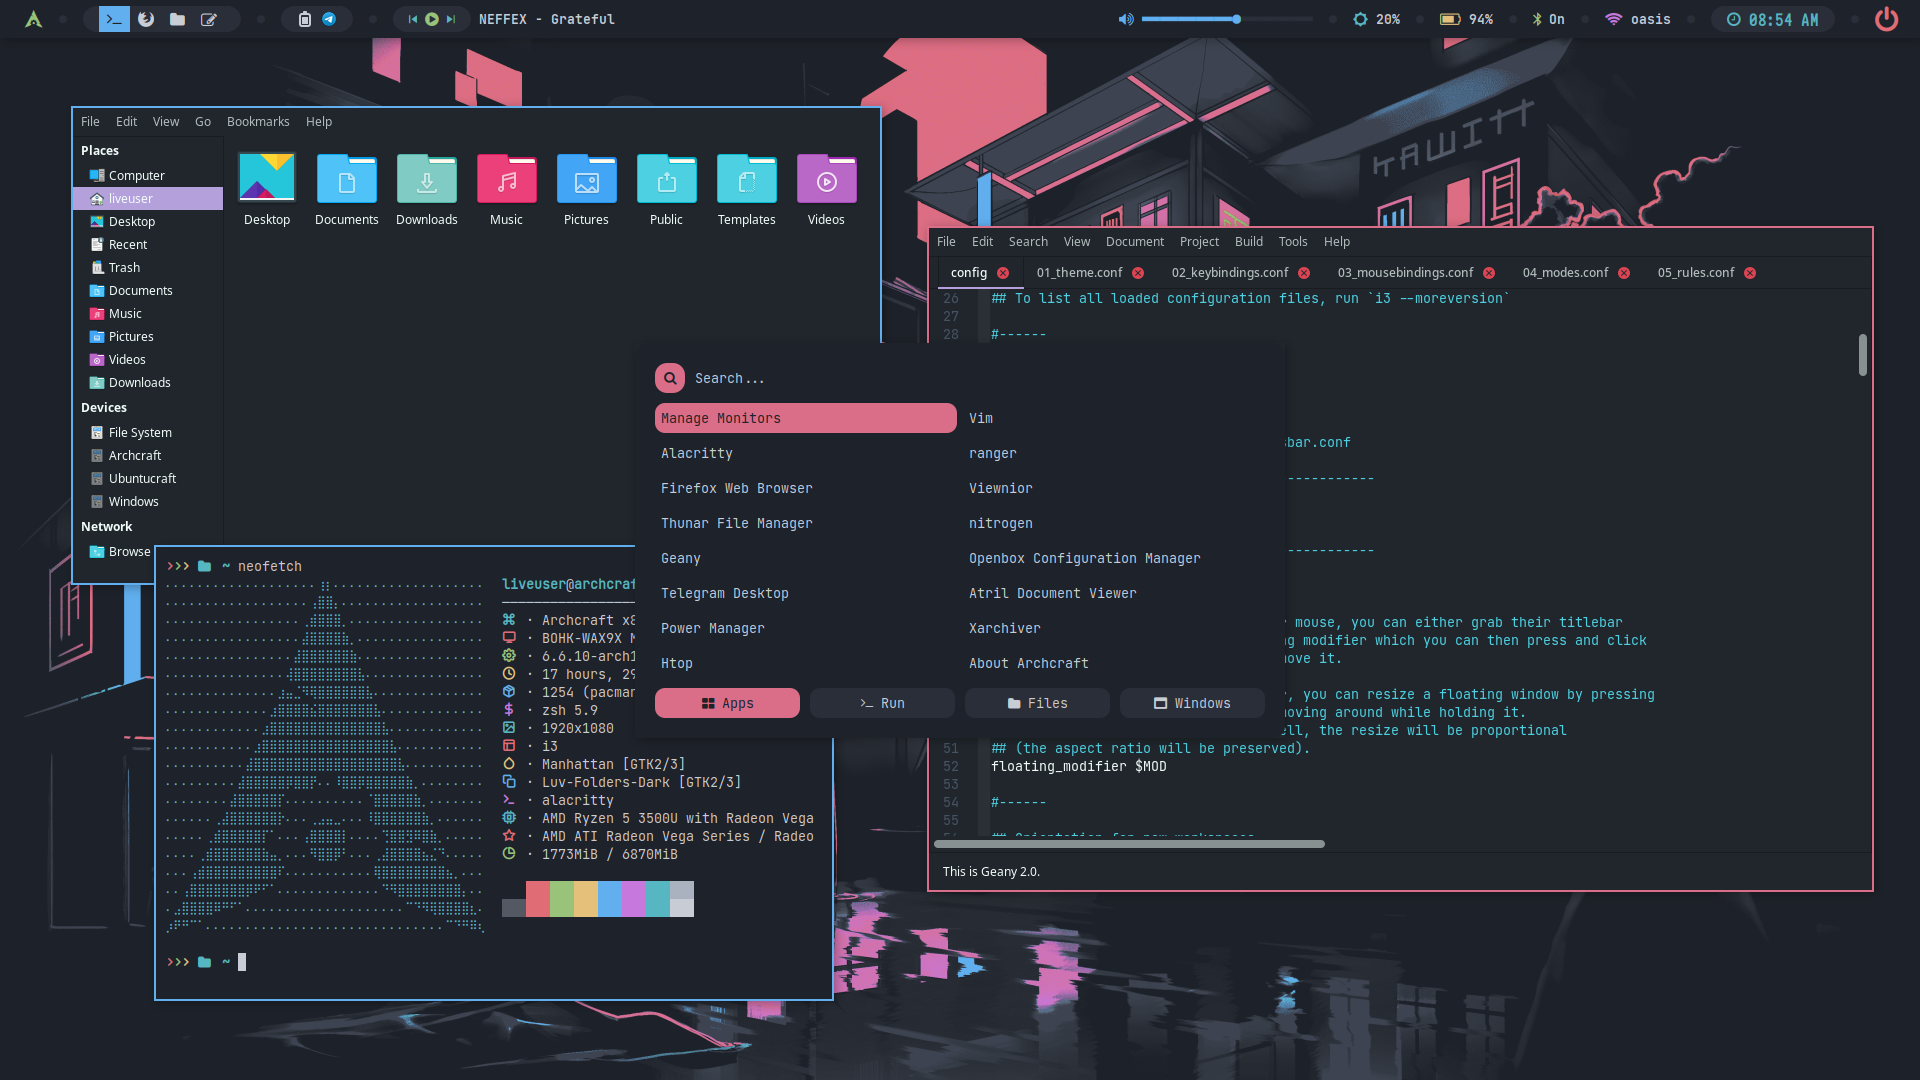 NEFFEX - Grateful
20%
94%
On
oasis
08:54 AM
KAWITT
File Edit View Go Bookmarks Help
Places
Computer
liveuser
Desktop
Recent
Trash
Documents
Music
Pictures
Videos
Downloads
Devices
File System
Archcraft
Ubuntucraft
Windows
Network
Browse
Desktop Documents Downloads Music Pictures Public Templates Videos
File Edit Search View Document Project Build Tools Help
config 01_theme.conf 02_keybindings.conf 03_mousebindings.conf 04_modes.conf 05_rules.conf
26 ## To list all loaded configuration files, run `i3 --moreversion`
27
28 #------
bar.conf
-----------
-----------
mouse, you can either grab their titlebar
modifier which you can then press and click
it.
, you can resize a floating window by pressing
around while holding it.
the resize will be proportional
51 ## (the aspect ratio will be preserved).
52 floating_modifier $MOD
53
54 #------
55
This is Geany 2.0.
Search...
Manage Monitors
Alacritty
Firefox Web Browser
Thunar File Manager
Geany
Telegram Desktop
Power Manager
Htop
Vim
ranger
Viewnior
nitrogen
Openbox Configuration Manager
Atril Document Viewer
Xarchiver
About Archcraft
Apps >_ Run Files Windows
>>> ~ neofetch
liveuser@archcraf
· Archcraft x8
· BOHK-WAX9X M
· 6.6.10-arch1
· 17 hours, 29
· 1254 (pacman
· zsh 5.9
· 1920x1080
· i3
· Manhattan [GTK2/3]
· Luv-Folders-Dark [GTK2/3]
· alacritty
· AMD Ryzen 5 3500U with Radeon Vega
· AMD ATI Radeon Vega Series / Radeo
· 1773MiB / 6870MiB
>>> ~